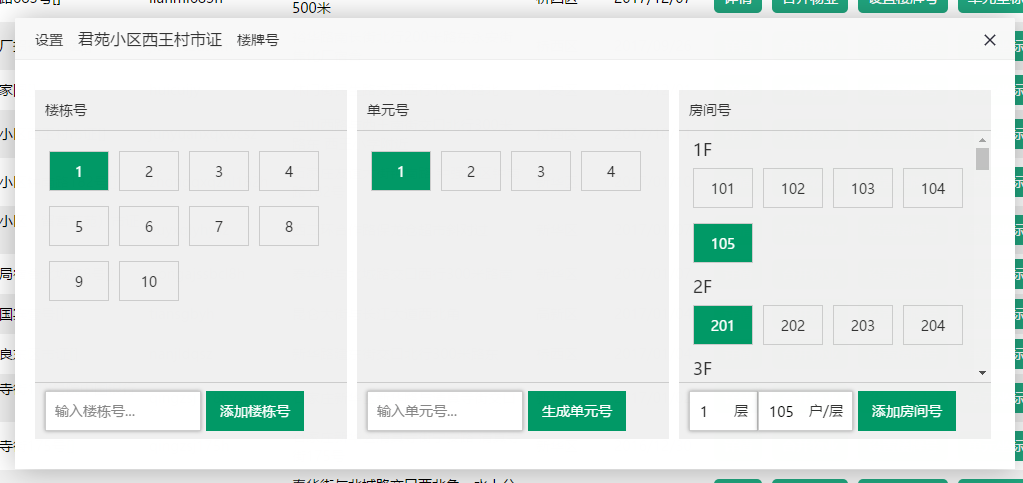 500米
2017/12/07
设置 君苑小区西王村市证 楼牌号
楼栋号
1 2 3 4
5 6 7 8
9 10
输入楼栋号...
添加楼栋号
单元号
1 2 3 4
输入单元号...
生成单元号
房间号
1F
101 102 103 104
105
2F
201 202 203 204
3F
1 层
105 户/层
添加房间号